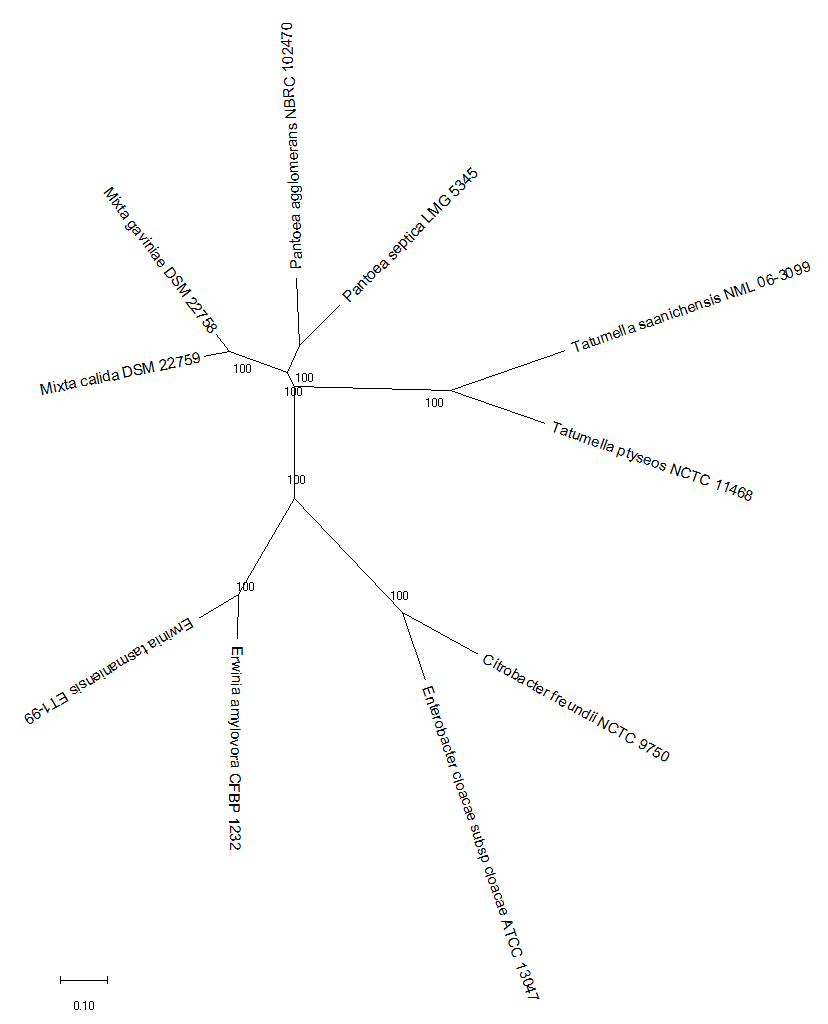 Pantoea agglomerans NBRC 102470
Pantoea septica LMG 5345
Mixta gaviniae DSM 22758
Mixta calida DSM 22759
Tatumella saanichensis NML 06-3099
Tatumella ptyseos NCTC 11468
100
100
100
100
100
100
100
Erwinia tasmaniensis ET1-99
Erwinia amylovora CFBP 1232
Citrobacter freundii NCTC 9750
Enterobacter cloacae subsp cloacae ATCC 13047
0.10